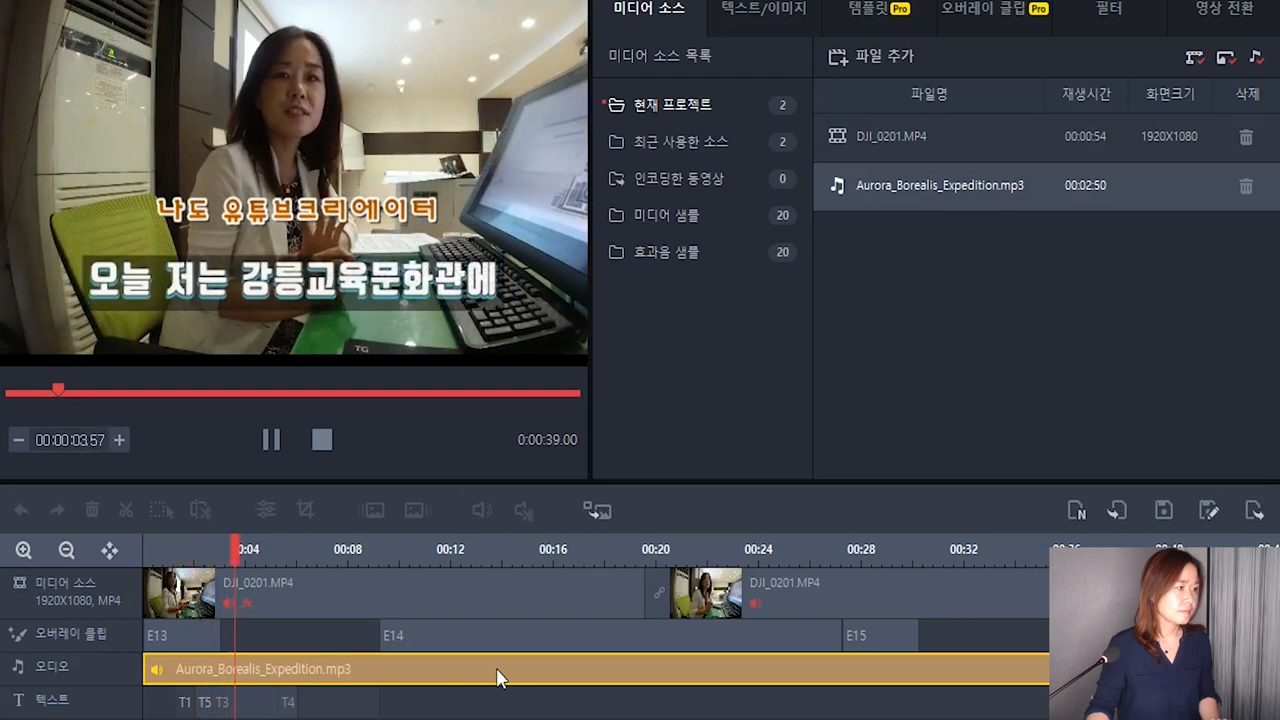 미디어 소스
텍스트/이미지
템플릿 Pro
오버레이 클립 Pro
필터
영상 전환
미디어 소스 목록
파일 추가
현재 프로젝트 2
최근 사용한 소스 2
인코딩한 동영상 0
미디어 샘플 20
효과음 샘플 20
파일명 재생시간 화면크기 삭제
DJI_0201.MP4 00:00:54 1920X1080
Aurora_Borealis_Expedition.mp3 00:02:50
나도 유튜브크리에이터
오늘 저는 강릉교육문화관에
TG
00:00:03.57
0:00:39.00
0:04 00:08 00:12 00:16 00:20 00:24 00:28 00:32
미디어 소스
1920X1080, MP4
DJI_0201.MP4
DJI_0201.MP4
오버레이 클립
E13 E14 E15
오디오
Aurora_Borealis_Expedition.mp3
텍스트
T1 T5 T3 T4